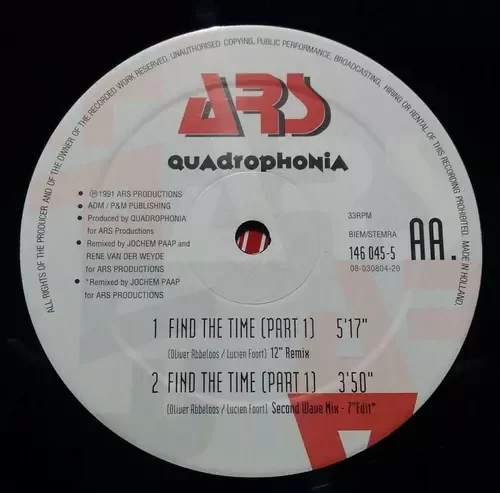 ALL RIGHTS OF THE PRODUCER AND OF THE OWNER OF THE RECORDED WORK RESERVED. UNAUTHORISED COPYING, PUBLIC PERFORMANCE, BROADCASTING, HIRING OR RENTAL OF THIS RECORDING PROHIBITED. MADE IN HOLLAND.
ARS
QUADROPHONIA
• ℗ 1991 ARS PRODUCTIONS
• ADM / P&M PUBLISHING
• Produced by QUADROPHONIA
for ARS Productions
• Remixed by JOCHEM PAAP and
RENE VAN DER WEYDE
for ARS PRODUCTIONS
• *Remixed by JOCHEM PAAP
for ARS PRODUCTIONS
33RPM
BIEM/STEMRA
146 045-5
08-030804-20
AA.
1 FIND THE TIME (PART 1) 5'17"
(Oliver Abbeloos / Lucien Foort) 12" Remix
2 FIND THE TIME (PART 1) 3'50"
(Oliver Abbeloos / Lucien Foort) Second Wave Mix - 7"Edit*